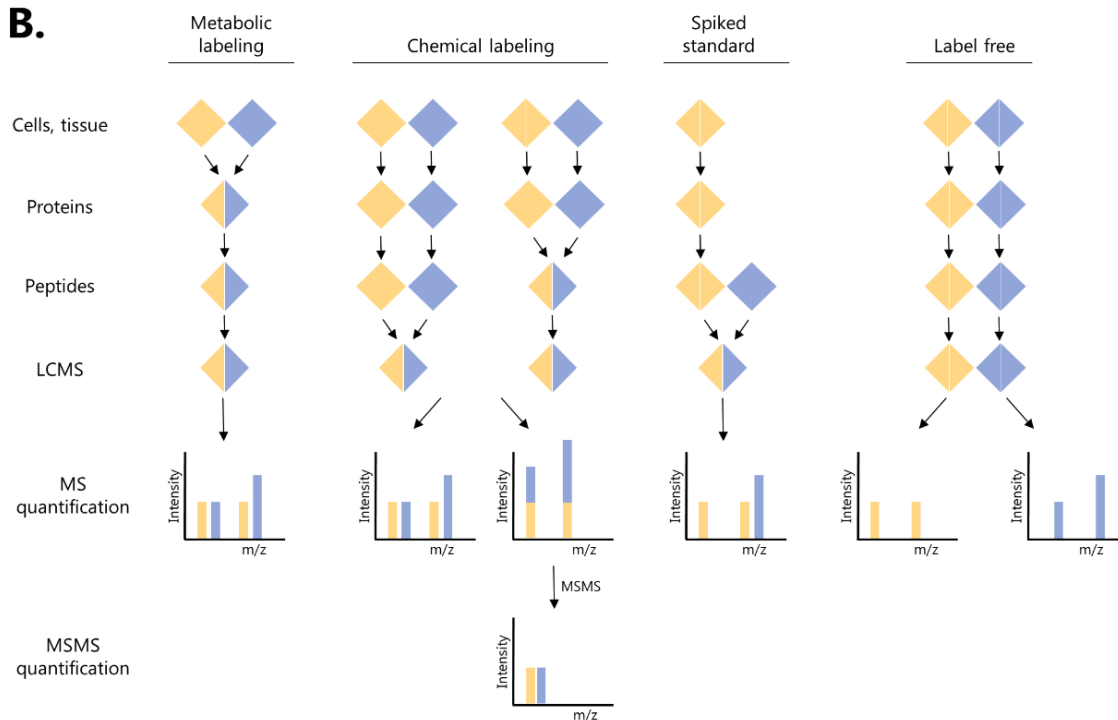 B.
Metabolic
labeling
Chemical labeling
Spiked
standard
Label free
Cells, tissue
Proteins
Peptides
LCMS
MS
quantification
Intensity
m/z
Intensity
m/z
Intensity
m/z
Intensity
m/z
Intensity
m/z
Intensity
m/z
MSMS
MSMS
quantification
Intensity
m/z